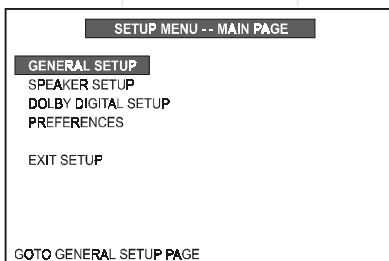 SETUP MENU - - MAIN PAGE
GENERAL SETUP
SPEAKER SETUP
DOLBY DIGITAL SETUP
PREFERENCES
EXIT SETUP
GOTO GENERAL SETUP PAGE